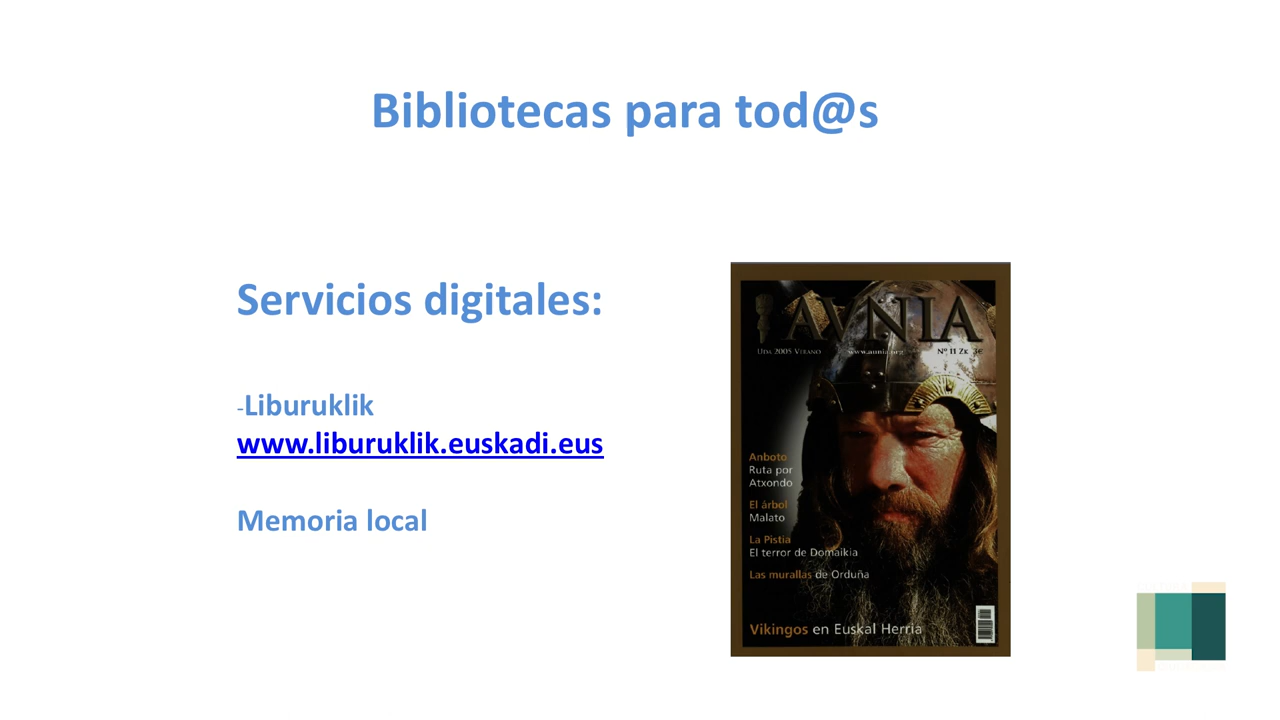 Bibliotecas para tod@s
Servicios digitales:
-Liburuklik
www.liburuklik.euskadi.eus
Memoria local
AVNIA
Uda 2005 Verano www.aunia.org Nº 11 Zk 3€
Anboto
Ruta por
Atxondo
El árbol
Malato
La Pistia
El terror de Domaikia
Las murallas de Orduña
Vikingos en Euskal Herria